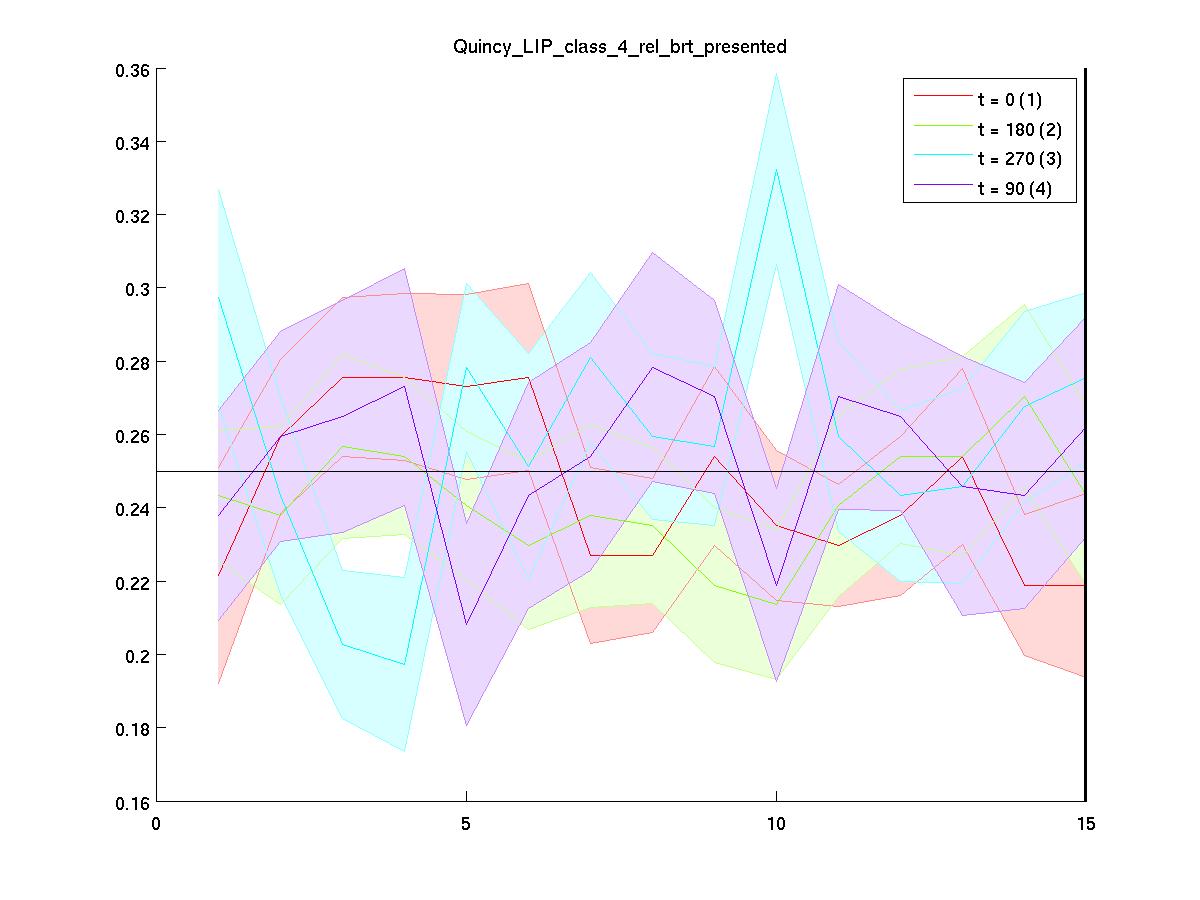 Quincy_LIP_class_4_rel_brt_presented
t = 0 (1)
t = 180 (2)
t = 270 (3)
t = 90 (4)
0.36
0.34
0.32
0.3
0.28
0.26
0.24
0.22
0.2
0.18
0.16
0 5 10 15